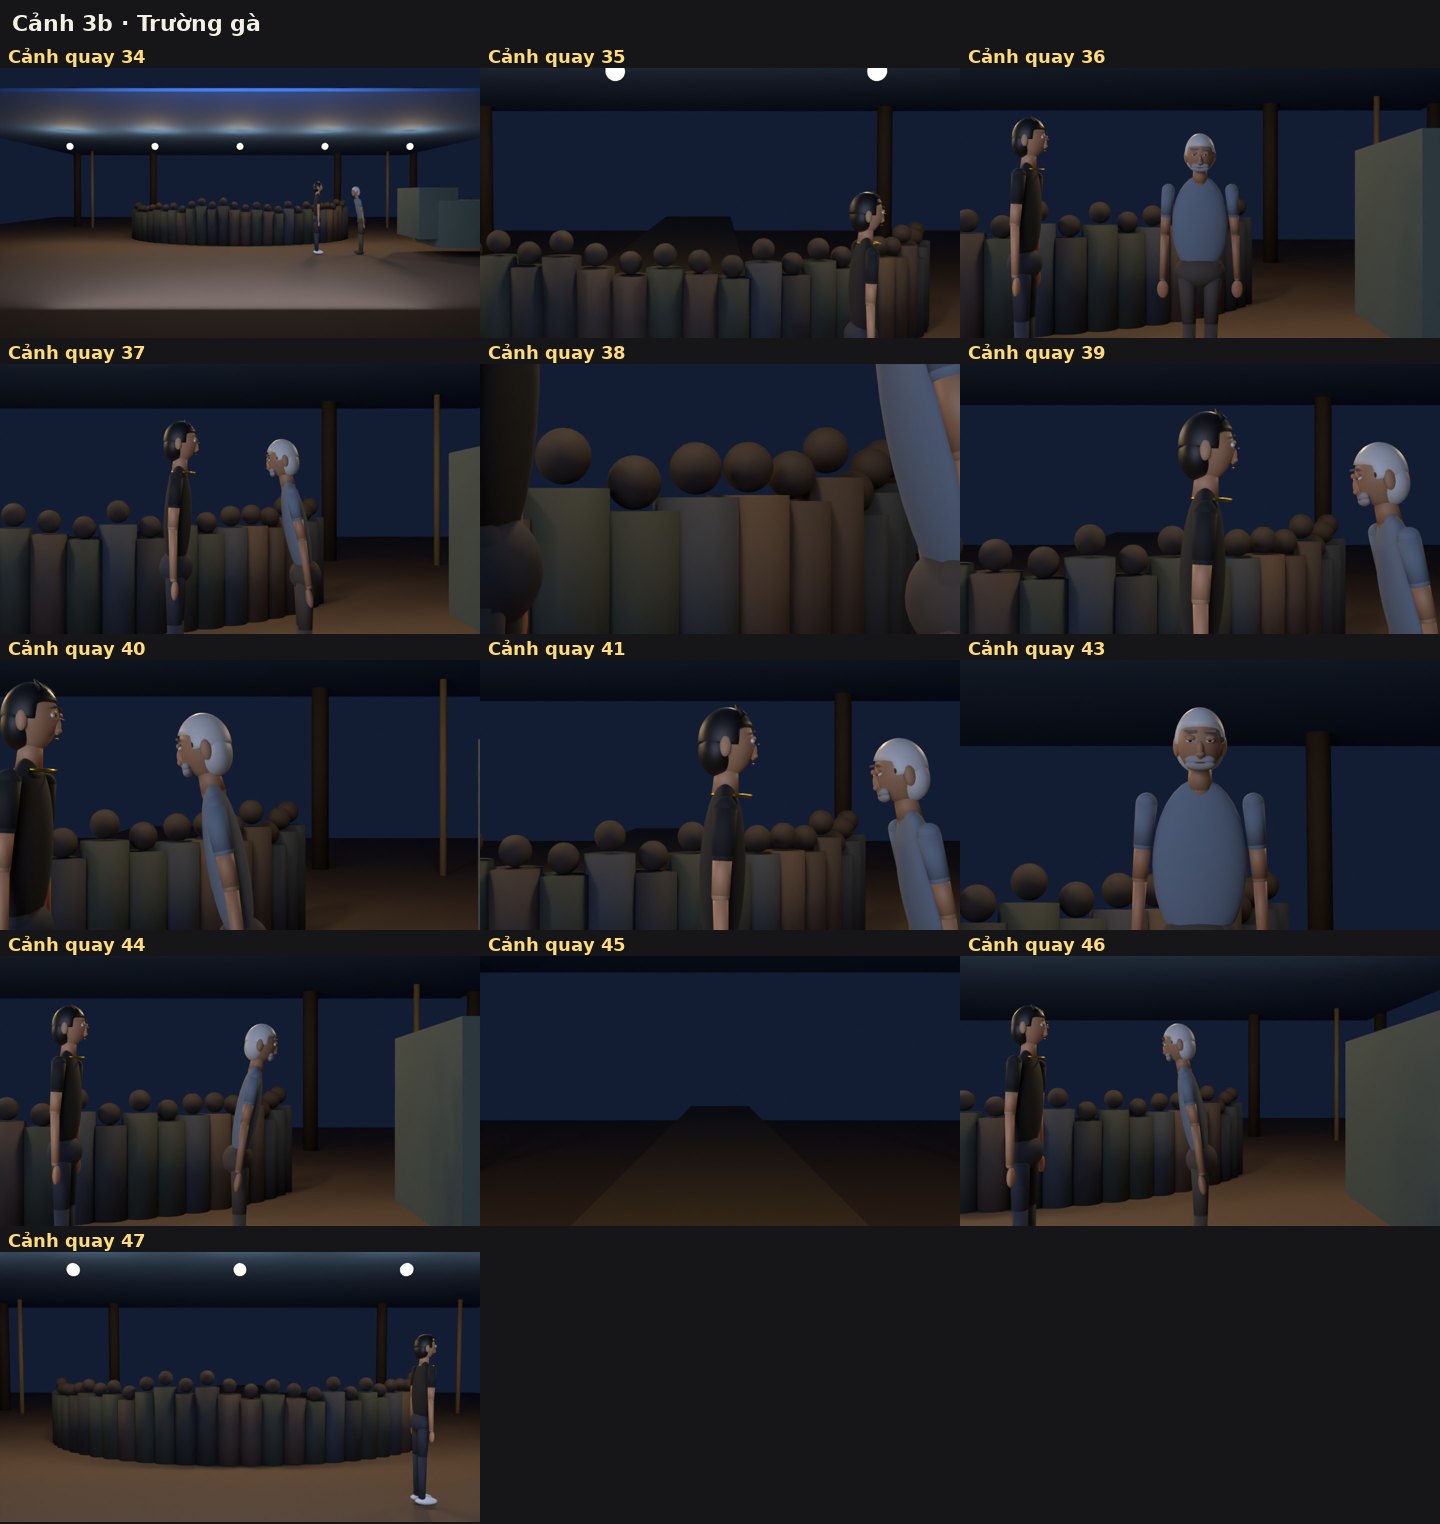 Cảnh 3b · Trường gà
Cảnh quay 34
Cảnh quay 35
Cảnh quay 36
Cảnh quay 37
Cảnh quay 38
Cảnh quay 39
Cảnh quay 40
Cảnh quay 41
Cảnh quay 43
Cảnh quay 44
Cảnh quay 45
Cảnh quay 46
Cảnh quay 47